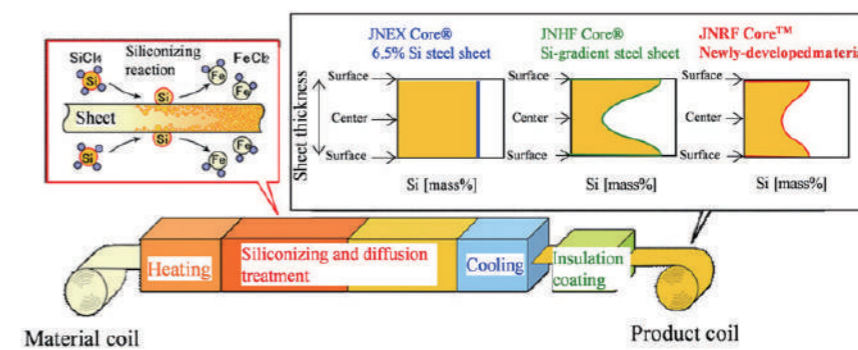 SiCl4
Siliconizing
reaction
FeCl2
Si
Si
Fe
Fe
Sheet
Si
Si
Fe
Fe
JNEX Core®
6.5% Si steel sheet
JNHF Core®
Si-gradient steel sheet
JNRF Core™
Newly-developedmateria
Sheet thickness
Surface
Center
Surface
Si [mass%]
Surface
Center
Surface
Si [mass%]
Surface
Center
Surface
Si [mass%]
Heating
Siliconizing and diffusion
treatment
Cooling
Insulation
coating
Material coil
Product coil